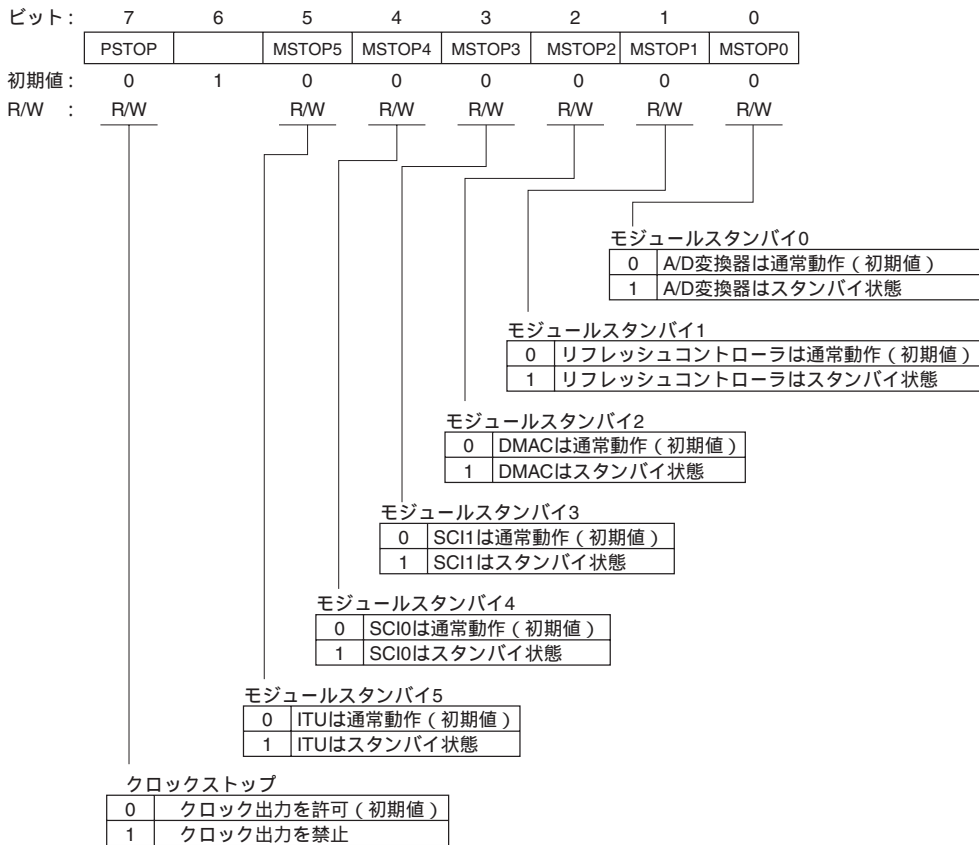 ビット : 7 6 5 4 3 2 1 0
PSTOP MSTOP5 MSTOP4 MSTOP3 MSTOP2 MSTOP1 MSTOP0
初期値 : 0 1 0 0 0 0 0 0
R/W : R/W R/W R/W R/W R/W R/W R/W
モジュールスタンバイ0
0 A/D変換器は通常動作（初期値）
1 A/D変換器はスタンバイ状態
モジュールスタンバイ1
0 リフレッシュコントローラは通常動作（初期値）
1 リフレッシュコントローラはスタンバイ状態
モジュールスタンバイ2
0 DMACは通常動作（初期値）
1 DMACはスタンバイ状態
モジュールスタンバイ3
0 SCI1は通常動作（初期値）
1 SCI1はスタンバイ状態
モジュールスタンバイ4
0 SCI0は通常動作（初期値）
1 SCI0はスタンバイ状態
モジュールスタンバイ5
0 ITUは通常動作（初期値）
1 ITUはスタンバイ状態
クロックストップ
0 クロック出力を許可（初期値）
1 クロック出力を禁止